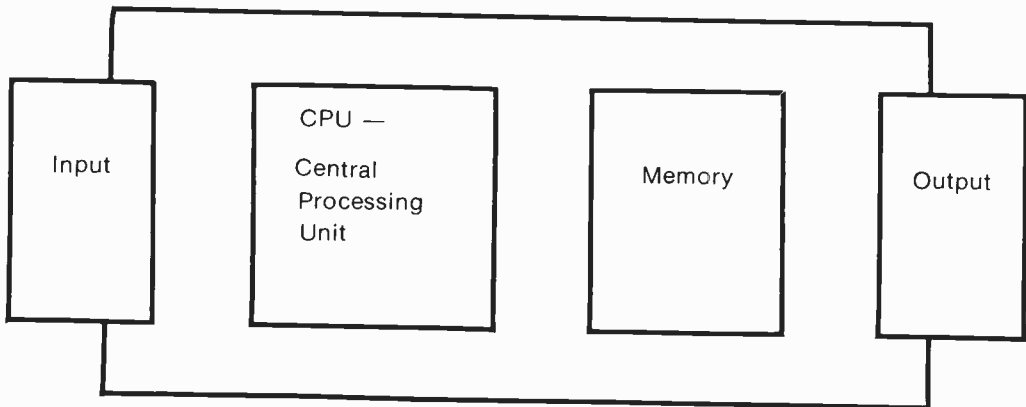 Input
CPU —
Central
Processing
Unit
Memory
Output